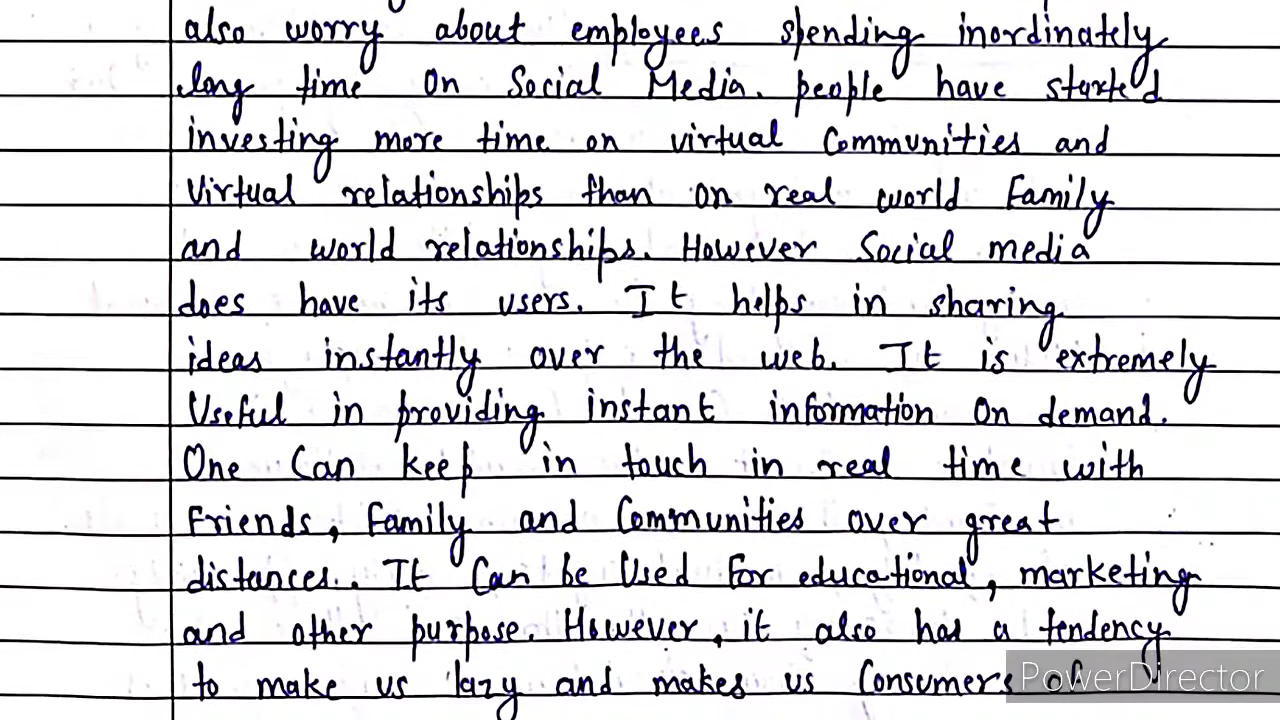 also worry about employees spending inordinately
long time on Social Media. people have started
investing more time on virtual Communities and
Virtual relationships than on real world Family
and world relationships. However Social media
does have its users. It helps in sharing
ideas instantly over the web. It is extremely
Useful in providing instant information on demand.
One Can keep in touch in real time with
Friends, Family and Communities over great
distances. It Can be Used For educational, marketing
and other purpose. However, it also has a tendency
to make us lazy and makes us Consumers of
PowerDirector